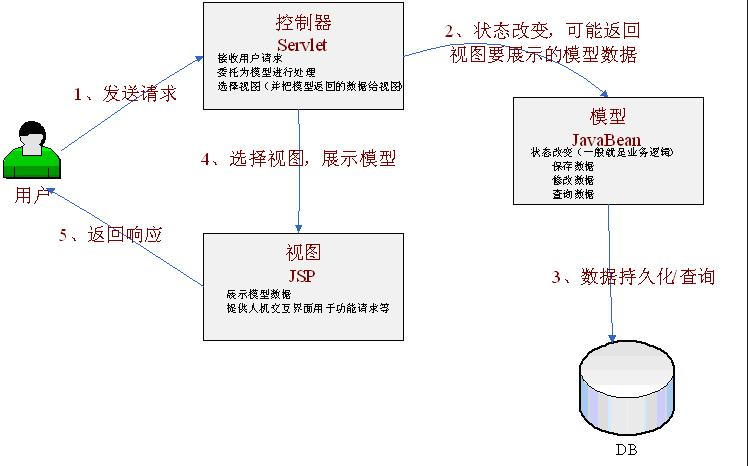 控制器
Servlet
接收用户请求
委托为模型进行处理
选择视图（并把模型返回的数据给视图）
2、状态改变，可能返回
视图要展示的模型数据
1、发送请求
模型
JavaBean
状态改变（一般就是业务逻辑）
保存数据
修改数据
查询数据
4、选择视图，展示模型
用户
5、返回响应
视图
JSP
展示模型数据
提供人机交互界面用于功能请求等
3、数据持久化/查询
DB